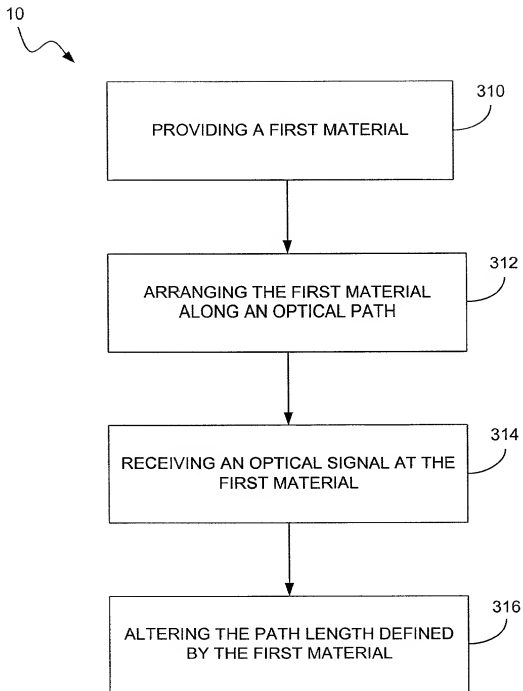 10
310
PROVIDING A FIRST MATERIAL
312
ARRANGING THE FIRST MATERIAL
ALONG AN OPTICAL PATH
314
RECEIVING AN OPTICAL SIGNAL AT THE
FIRST MATERIAL
316
ALTERING THE PATH LENGTH DEFINED
BY THE FIRST MATERIAL